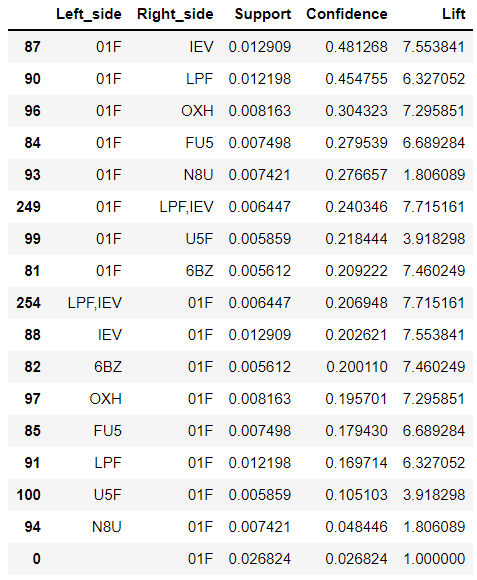 Left_side Right_side Support Confidence Lift
87 01F IEV 0.012909 0.481268 7.553841
90 01F LPF 0.012198 0.454755 6.327052
96 01F OXH 0.008163 0.304323 7.295851
84 01F FU5 0.007498 0.279539 6.689284
93 01F N8U 0.007421 0.276657 1.806089
249 01F LPF,IEV 0.006447 0.240346 7.715161
99 01F U5F 0.005859 0.218444 3.918298
81 01F 6BZ 0.005612 0.209222 7.460249
254 LPF,IEV 01F 0.006447 0.206948 7.715161
88 IEV 01F 0.012909 0.202621 7.553841
82 6BZ 01F 0.005612 0.200110 7.460249
97 OXH 01F 0.008163 0.195701 7.295851
85 FU5 01F 0.007498 0.179430 6.689284
91 LPF 01F 0.012198 0.169714 6.327052
100 U5F 01F 0.005859 0.105103 3.918298
94 N8U 01F 0.007421 0.048446 1.806089
0 01F 0.026824 0.026824 1.000000